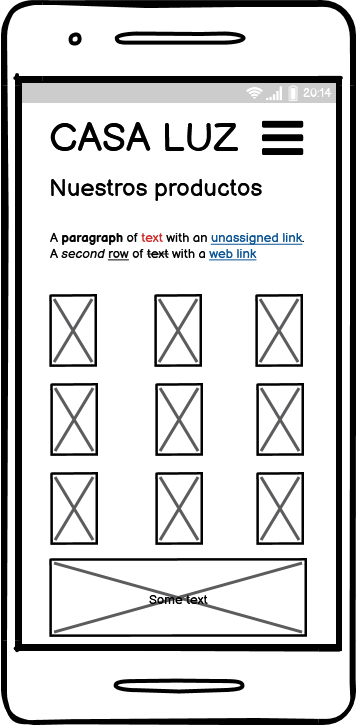 20:14
CASA LUZ
Nuestros productos
A paragraph of text with an unassigned link.
A second row of text with a web link
Some text